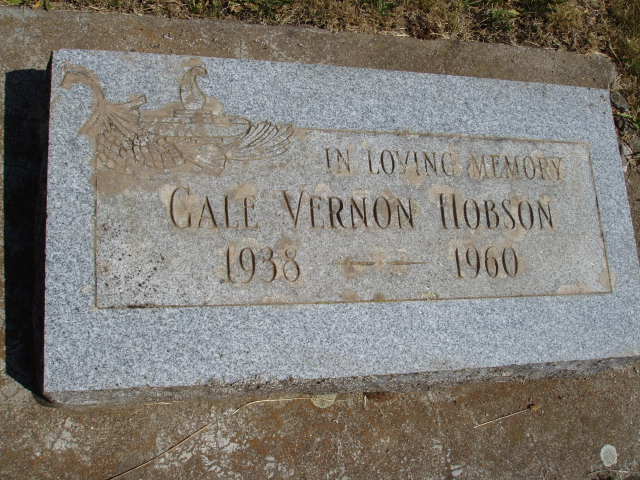 IN LOVING MEMORY
GALE VERNON HOBSON
1938 — 1960